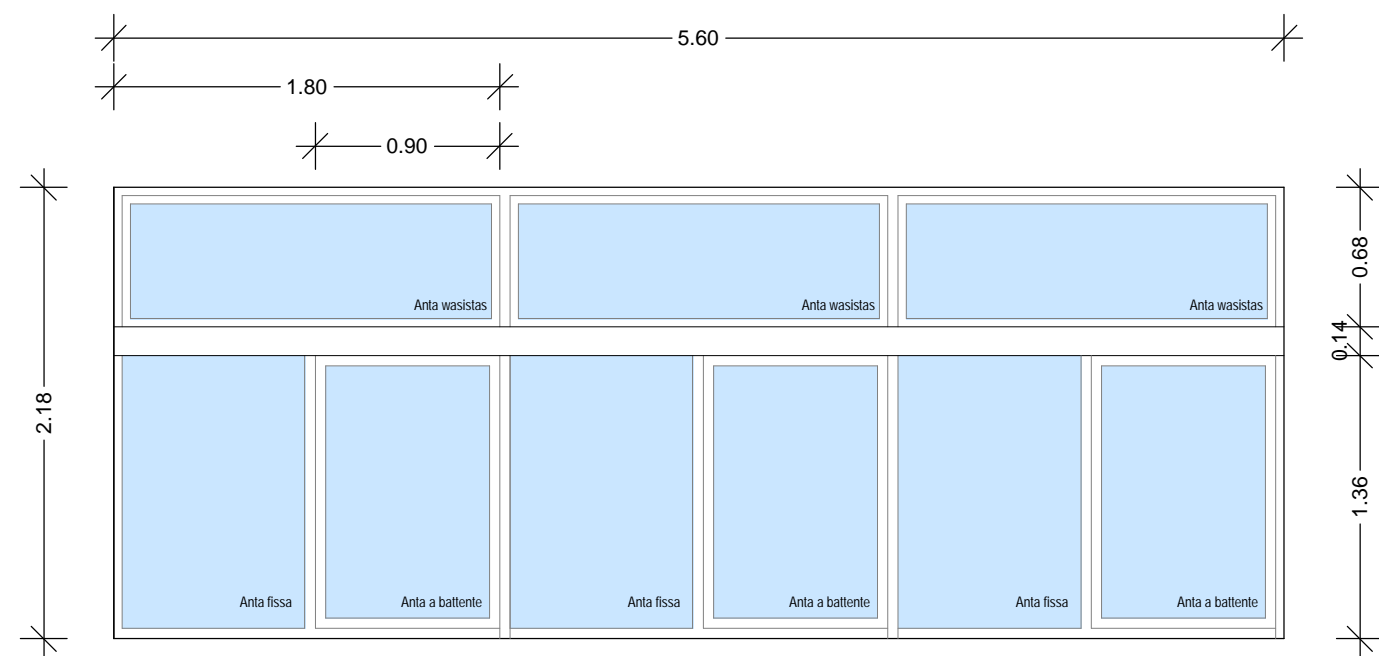 5.60
1.80
0.90
2.18
0.68
0.14
1.36
Anta wasistas
Anta wasistas
Anta wasistas
Anta fissa
Anta a battente
Anta fissa
Anta a battente
Anta fissa
Anta a battente